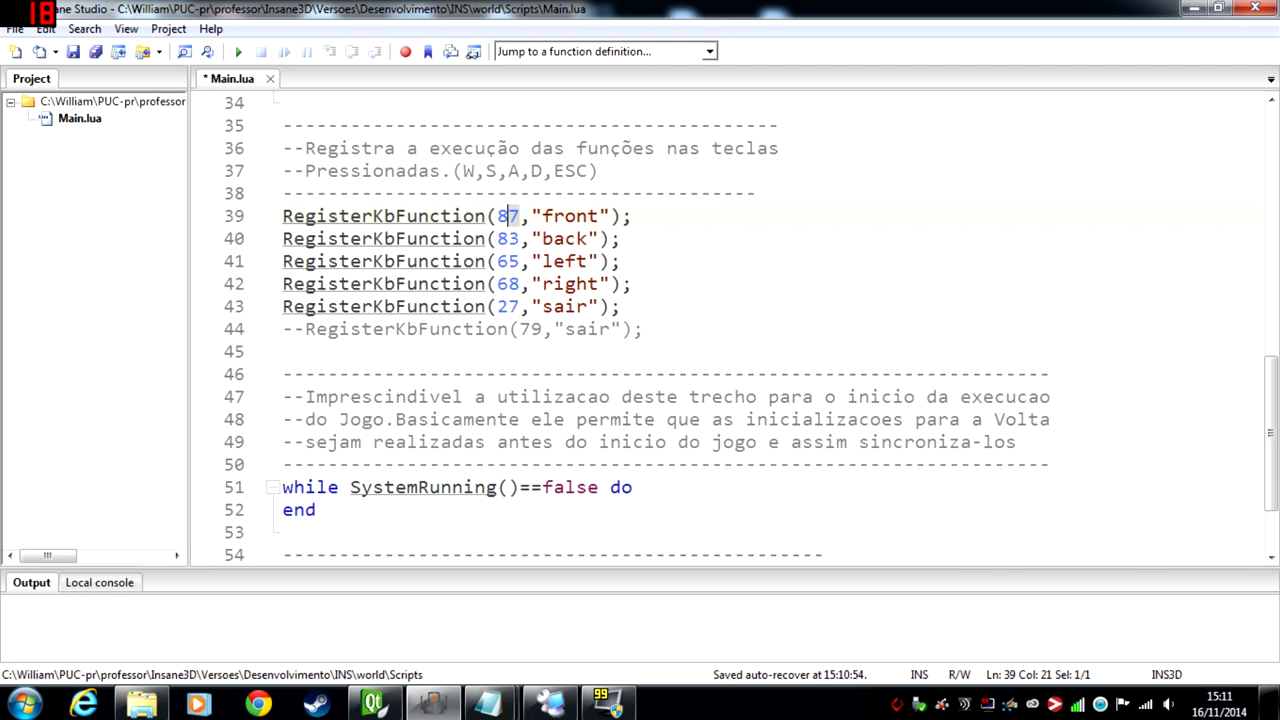 18
ne Studio - C:\William\PUC-pr\professor\Insane3D\Versoes\Desenvolvimento\INS\world\Scripts\Main.lua
File Edit Search View Project Help
Jump to a function definition...
Project
* Main.lua
C:\William\PUC-pr\professor
Main.lua
34
35 --------------------------------------------
36 --Registra a execução das funções nas teclas
37 --Pressionadas.(W,S,A,D,ESC)
38 ------------------------------------------
39 RegisterKbFunction(87,"front");
40 RegisterKbFunction(83,"back");
41 RegisterKbFunction(65,"left");
42 RegisterKbFunction(68,"right");
43 RegisterKbFunction(27,"sair");
44 --RegisterKbFunction(79,"sair");
45
46 --------------------------------------------------------------------
47 --Imprescindivel a utilizacao deste trecho para o inicio da execucao
48 --do Jogo.Basicamente ele permite que as inicializacoes para a Volta
49 --sejam realizadas antes do inicio do jogo e assim sincroniza-los
50 --------------------------------------------------------------------
51 while SystemRunning()==false do
52 end
53
54 ------------------------------------------------
Output Local console
C:\William\PUC-pr\professor\Insane3D\Versoes\Desenvolvimento\INS\world\Scripts Saved auto-recover at 15:10:54. INS R/W Ln: 39 Col: 21 Sel: 1/1 INS3D
99
15:11
16/11/2014